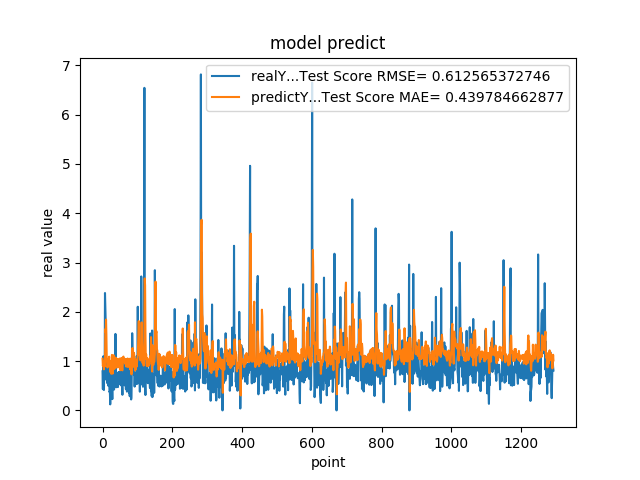 model predict
realY...Test Score RMSE= 0.612565372746
predictY...Test Score MAE= 0.439784662877
7
6
5
4
3
2
1
0
real value
0 200 400 600 800 1000 1200
point